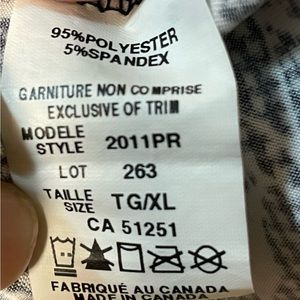 95%POLYESTER
5%SPANDEX
GARNITURE NON COMPRISE
EXCLUSIVE OF TRIM
MODELE
STYLE 2011PR
LOT 263
TAILLE
SIZE TG/XL
CA 51251
FABRIQUÉ AU CANADA
MADE IN CANADA